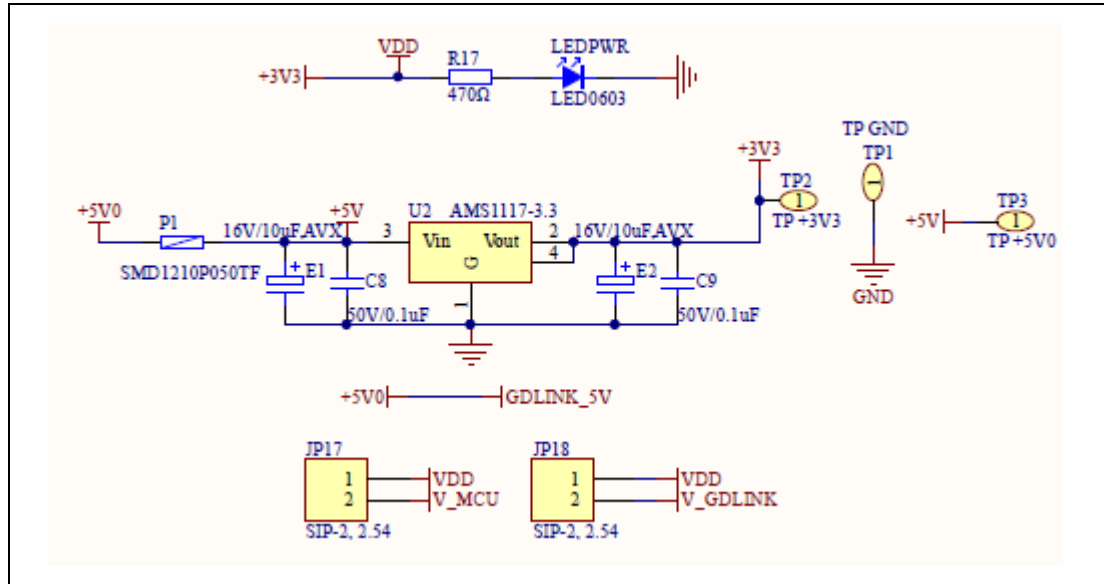 VDD
LEDPWR
R17
+3V3
470Ω
LED0603
TP GND
TP1
+3V3
TP2
1
TP +3V3
1
+5V0
P1
SMD1210P050TF
16V/10uF,AVX
+5V
U2 AMS1117-3.3
3
Vin
Vout
G
2
4
1
16V/10uF,AVX
+
E1
C8
50V/0.1uF
+
E2
C9
50V/0.1uF
+5V
TP3
1
TP +5V0
GND
+5V0
GDLINK_5V
JP17
1
VDD
2
V_MCU
SIP-2, 2.54
JP18
1
VDD
2
V_GDLINK
SIP-2, 2.54